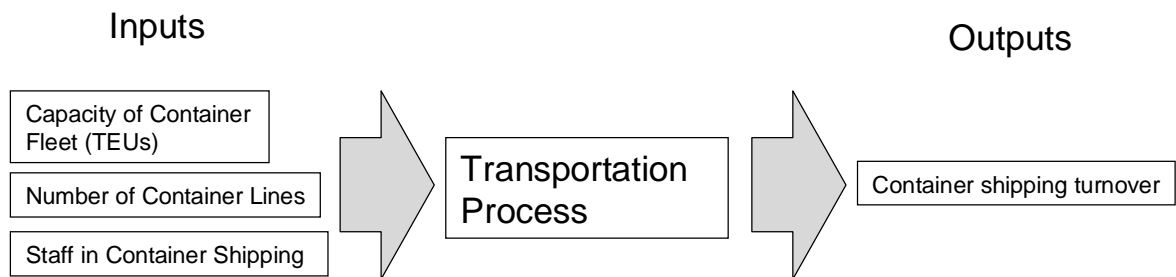 Inputs
Outputs
Capacity of Container
Fleet (TEUs)
Number of Container Lines
Staff in Container Shipping
Transportation
Process
Container shipping turnover